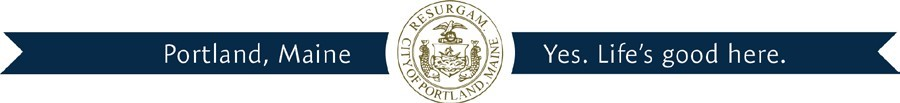 Portland, Maine
RESURGAM
CITY OF PORTLAND, MAINE
Yes. Life's good here.